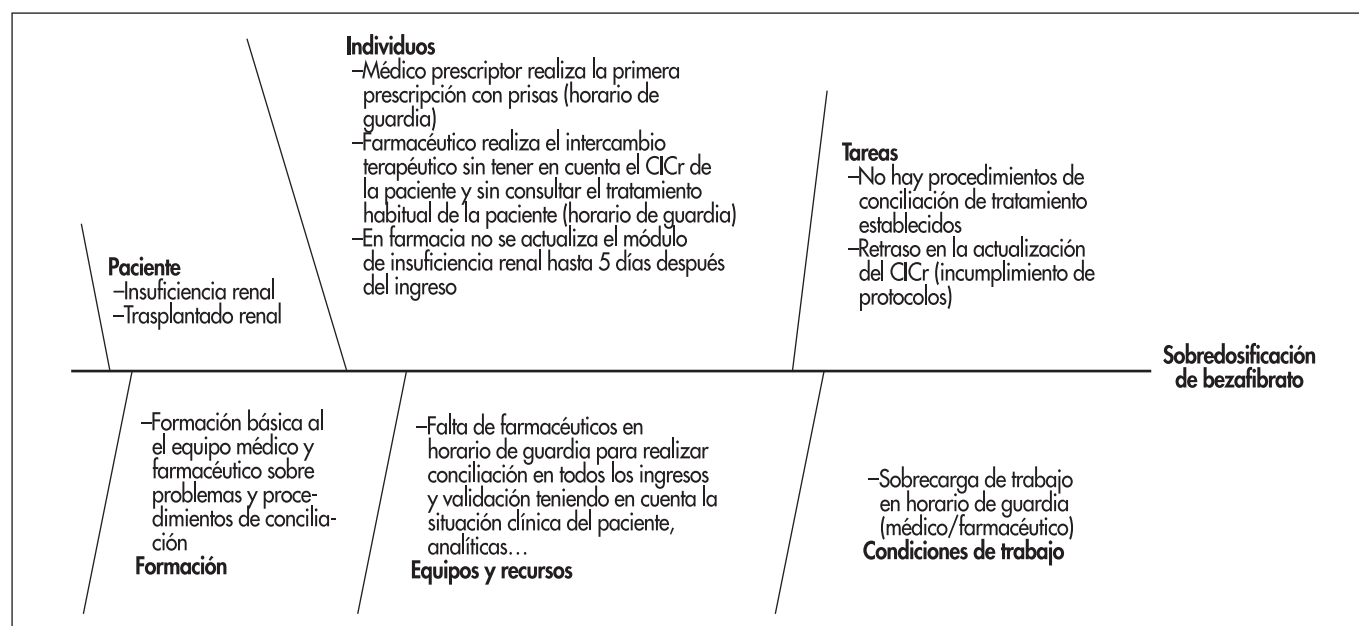 Individuos
–Médico prescriptor realiza la primera
prescripción con prisas (horario de
guardia)
–Farmacéutico realiza el intercambio
terapéutico sin tener en cuenta el ClCr de
la paciente y sin consultar el tratamiento
habitual de la paciente (horario de guardia)
–En farmacia no se actualiza el módulo
de insuficiencia renal hasta 5 días después
del ingreso
Tareas
–No hay procedimientos de
conciliación de tratamiento
establecidos
–Retraso en la actualización
del ClCr (incumplimiento de
protocolos)
Paciente
–Insuficiencia renal
–Trasplantado renal
Sobredosificación
de bezafibrato
–Formación básica al
el equipo médico y
farmacéutico sobre
problemas y proce-
dimientos de concilia-
ción
Formación
–Falta de farmacéuticos en
horario de guardia para realizar
conciliación en todos los ingresos
y validación teniendo en cuenta la
situación clínica del paciente,
analíticas…
Equipos y recursos
–Sobrecarga de trabajo
en horario de guardia
(médico/farmacéutico)
Condiciones de trabajo